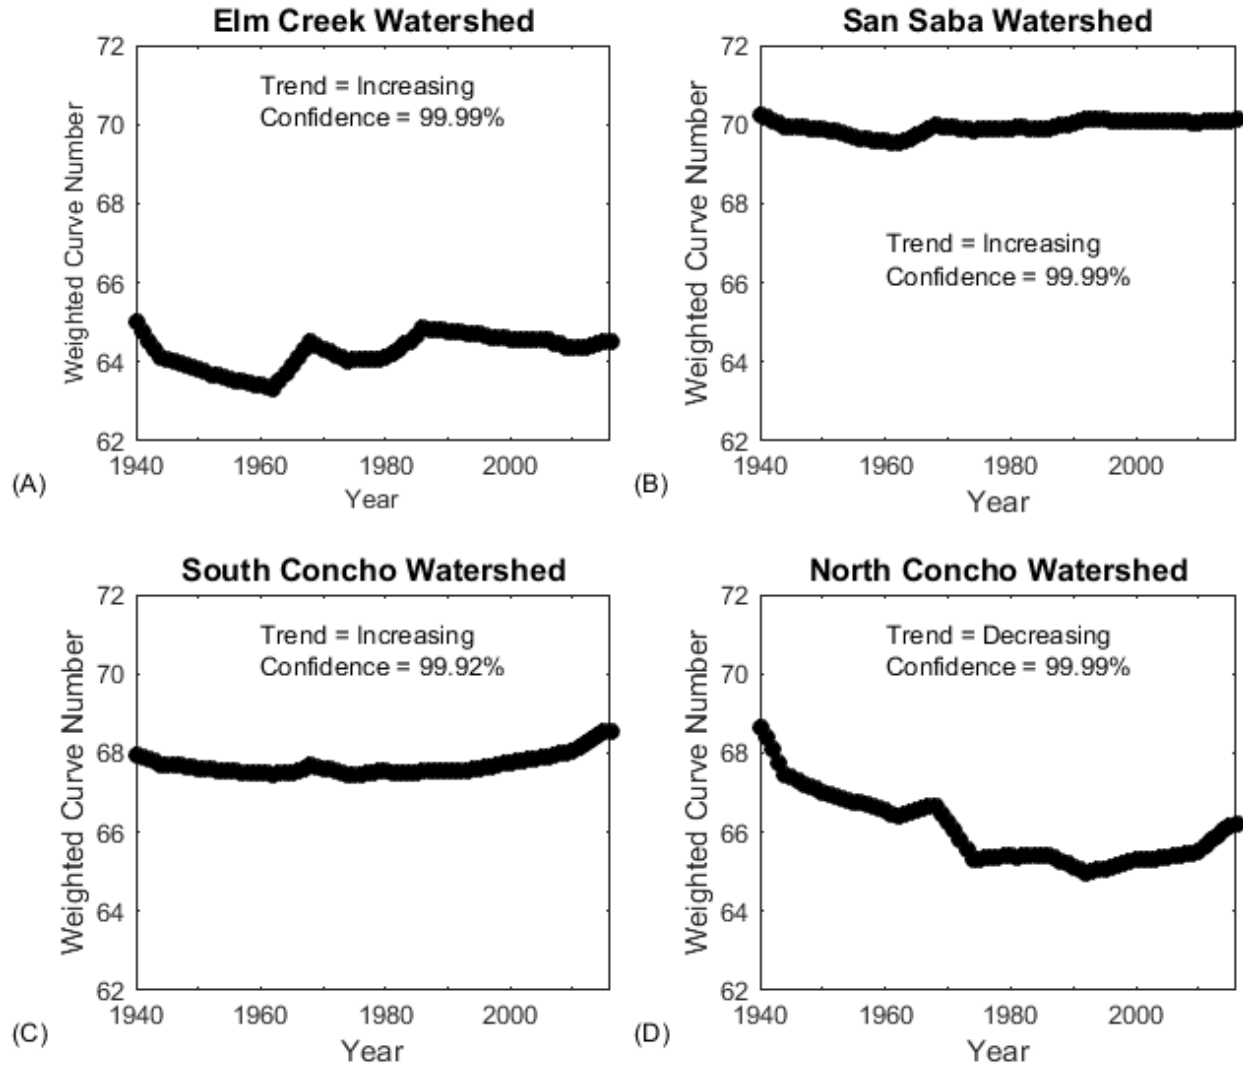 Elm Creek Watershed
Trend = Increasing
Confidence = 99.99%
Weighted Curve Number
72
70
68
66
64
62
1940
1960
1980
2000
Year
(A)
San Saba Watershed
Trend = Increasing
Confidence = 99.99%
Weighted Curve Number
72
70
68
66
64
62
1940
1960
1980
2000
Year
(B)
South Concho Watershed
Trend = Increasing
Confidence = 99.92%
Weighted Curve Number
72
70
68
66
64
62
1940
1960
1980
2000
Year
(C)
North Concho Watershed
Trend = Decreasing
Confidence = 99.99%
Weighted Curve Number
72
70
68
66
64
62
1940
1960
1980
2000
Year
(D)